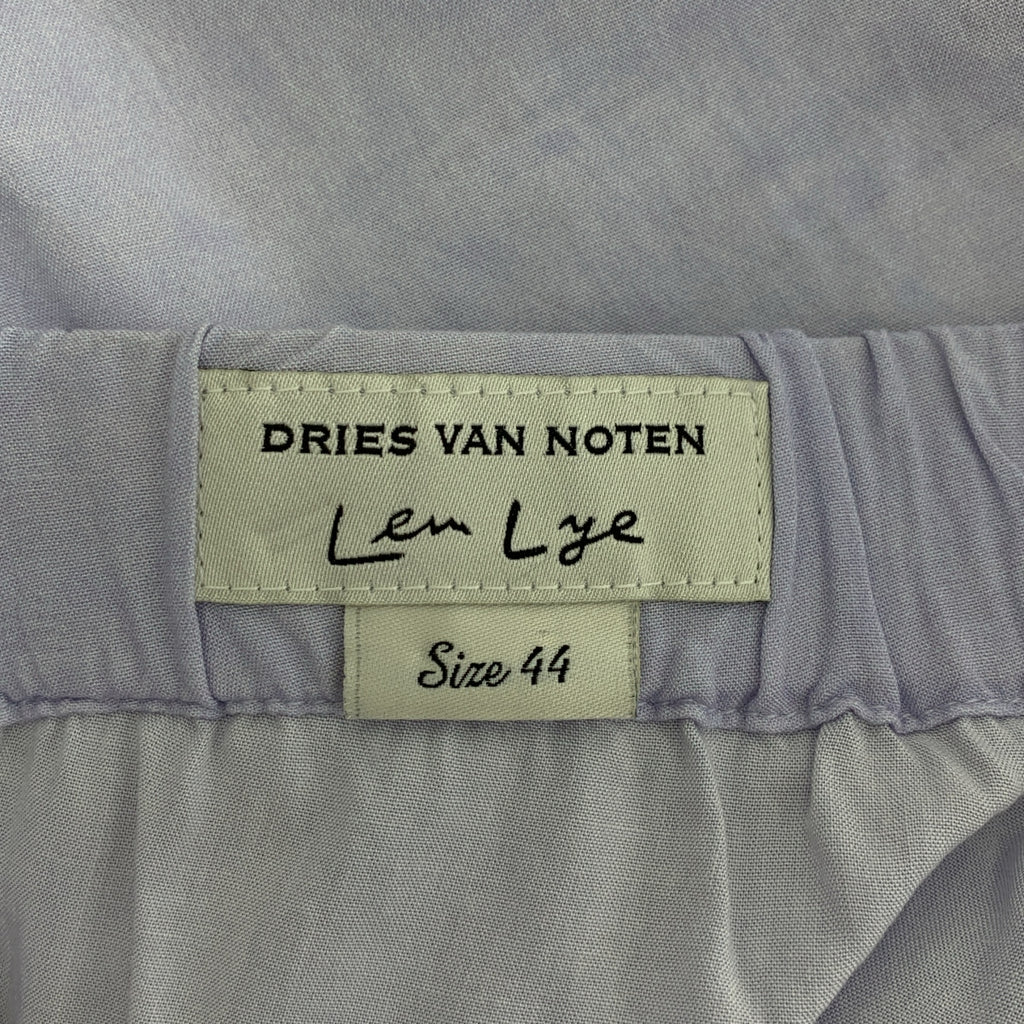 DRIES VAN NOTEN
Len Lye
Size 44